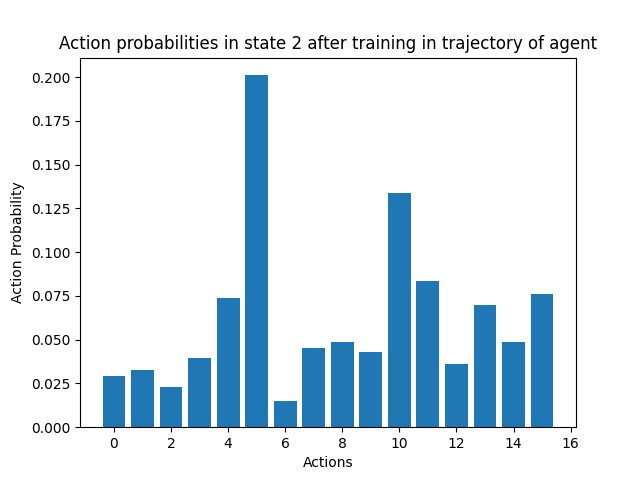 Action probabilities in state 2 after training in trajectory of agent
0.200
0.175
0.150
0.125
0.100
0.075
0.050
0.025
0.000
Action Probability
0 2 4 6 8 10 12 14 16
Actions